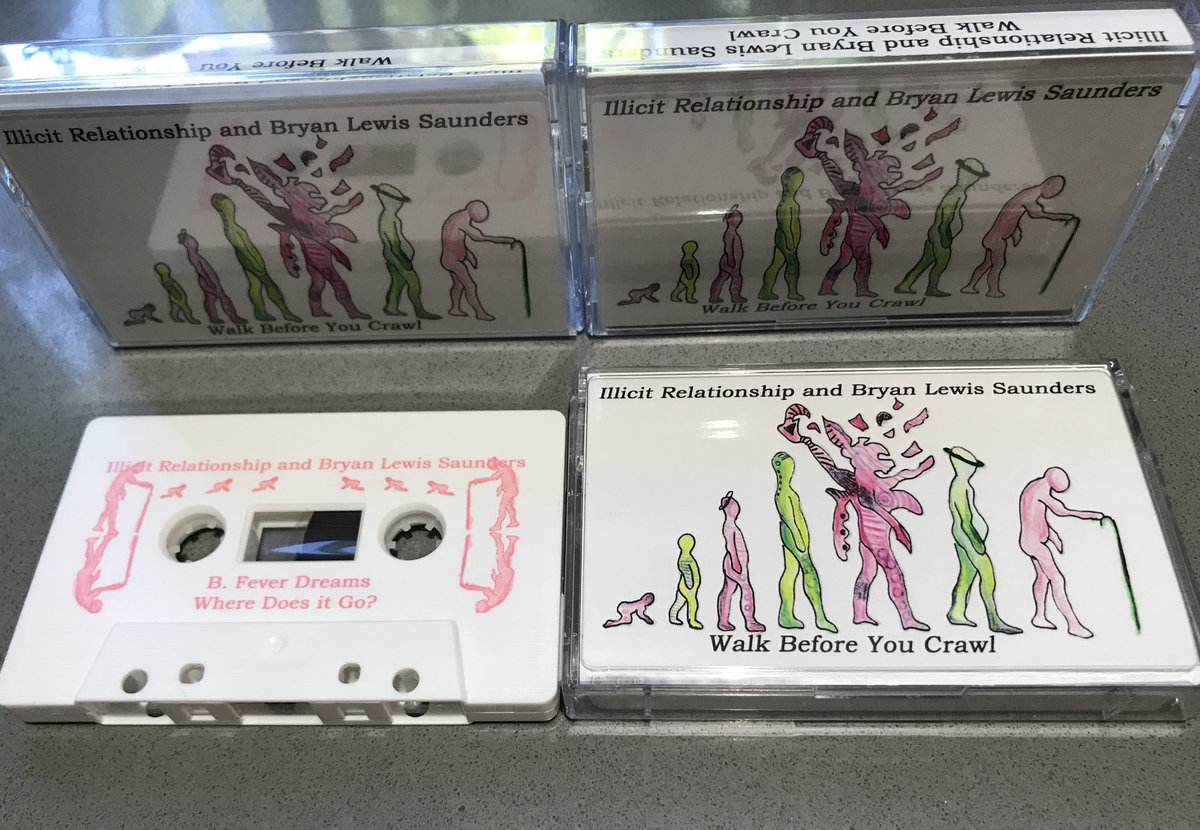 Walk Before You
Illicit Relationship and Bryan Lewis Saunders
Walk Before You Crawl
Illicit Relationship and Bryan Lewis Saunders
Walk Before You Crawl
Illicit Relationship and Bryan Lewis Saunders
Walk Before You Crawl
Illicit Relationship and Bryan Lewis Saunders
B. Fever Dreams
Where Does it Go?
Illicit Relationship and Bryan Lewis Saunders
Walk Before You Crawl